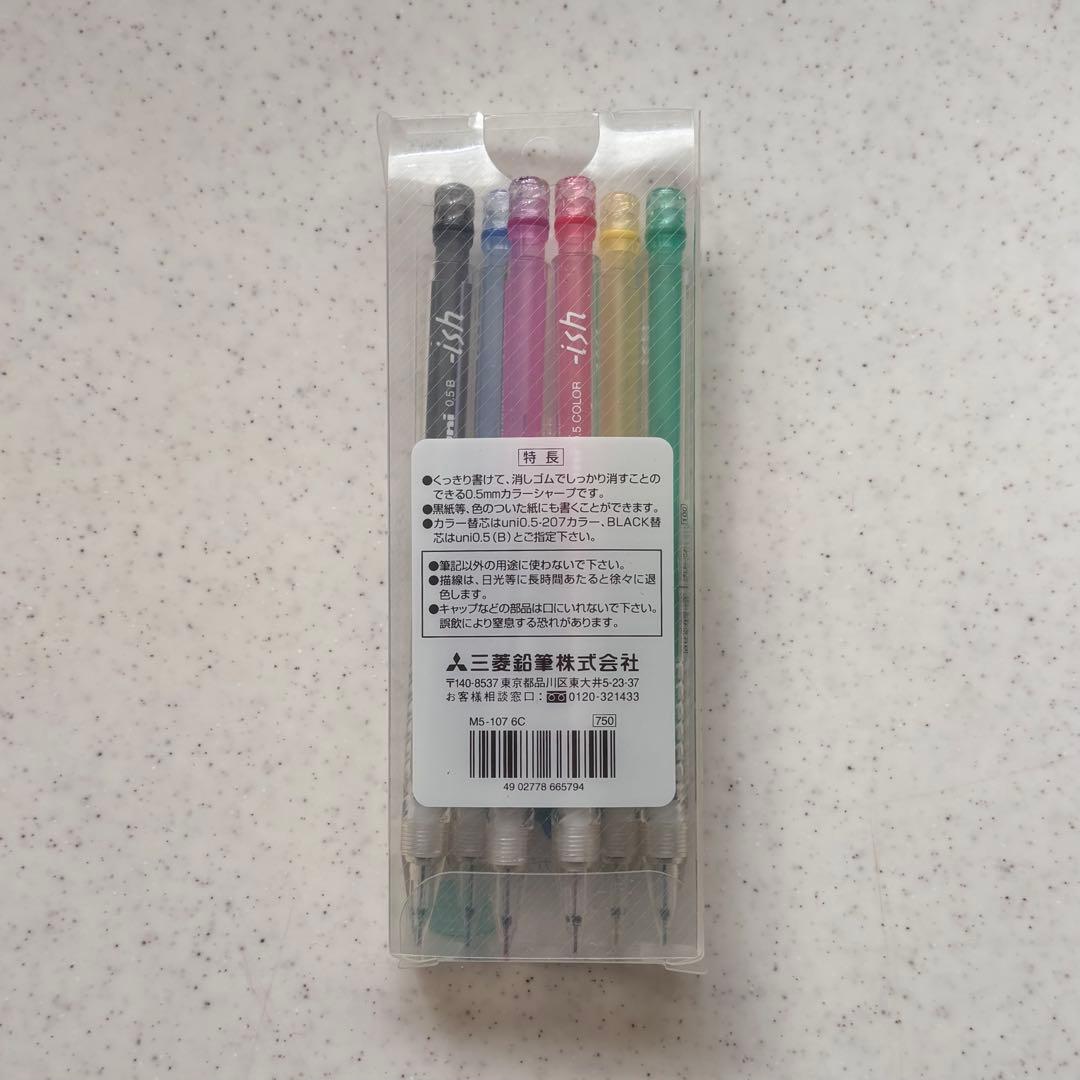 -ish
-ish
0.5 B
.5 COLOR
特長
●くっきり書けて、消しゴムでしっかり消すことの
できる0.5mmカラーシャープです。
●黒紙等、色のついた紙にも書くことができます。
●カラー替芯はuni0.5-207カラー、BLACK替
芯はuni0.5(B)とご指定下さい。
●筆記以外の用途に使わないで下さい。
●描線は、日光等に長時間あたると徐々に退
色します。
●キャップなどの部品は口にいれないで下さい。
誤飲により窒息する恐れがあります。
三菱鉛筆株式会社
〒140-8537 東京都品川区東大井5-23-37
お客様相談窓口:0120-321433
M5-107 6C 750
49 02778 665794